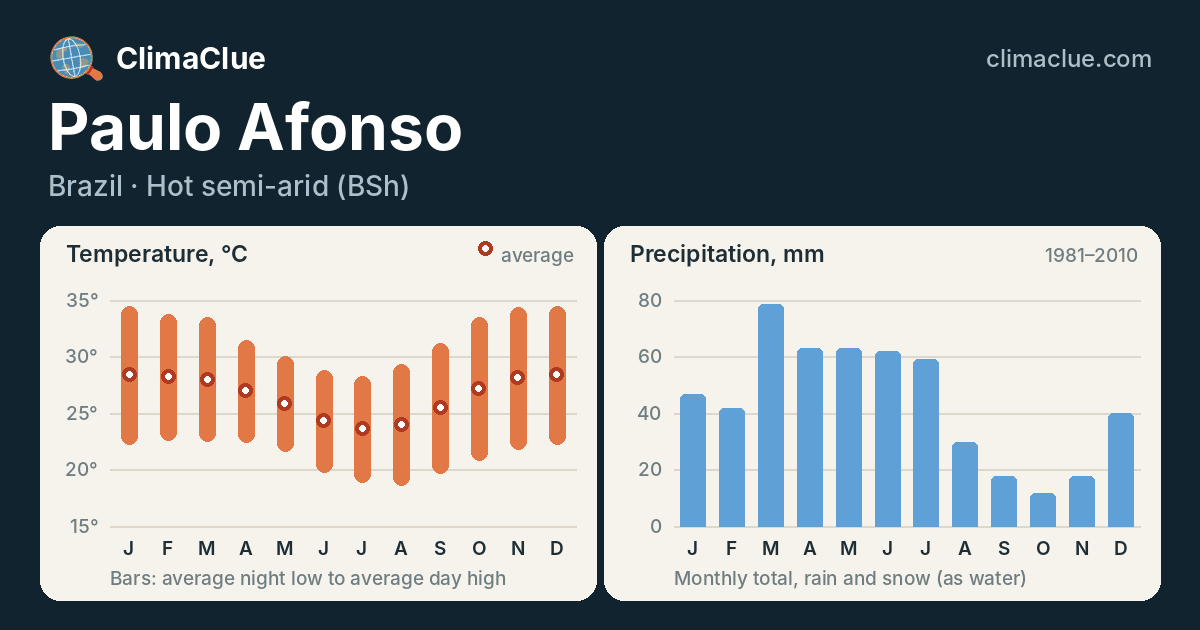 ClimaClue
climaclue.com
Paulo Afonso
Brazil · Hot semi-arid (BSh)
Temperature, °C
average
35°
30°
25°
20°
15°
J F M A M J J A S O N D
Bars: average night low to average day high
Precipitation, mm
1981–2010
80
60
40
20
0
J F M A M J J A S O N D
Monthly total, rain and snow (as water)